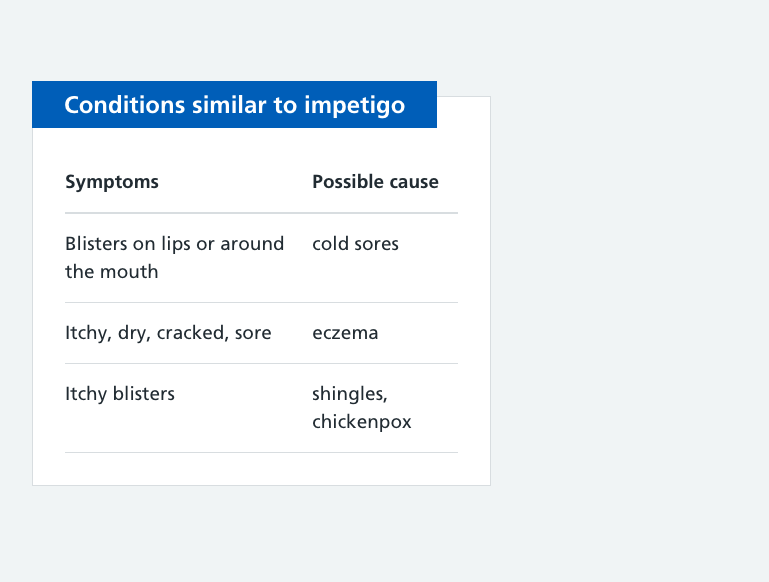 Conditions similar to impetigo
Symptoms Possible cause
Blisters on lips or around cold sores
the mouth
Itchy, dry, cracked, sore eczema
Itchy blisters shingles,
chickenpox